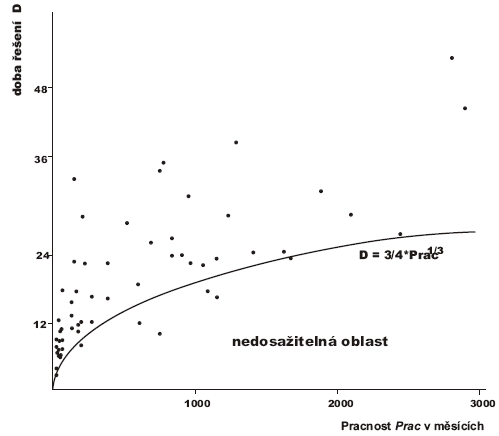 doba řešení D
48
36
24
12
D = 3/4*Prac1/3
nedosažitelná oblast
1000
2000
3000
Pracnost Prac v měsících